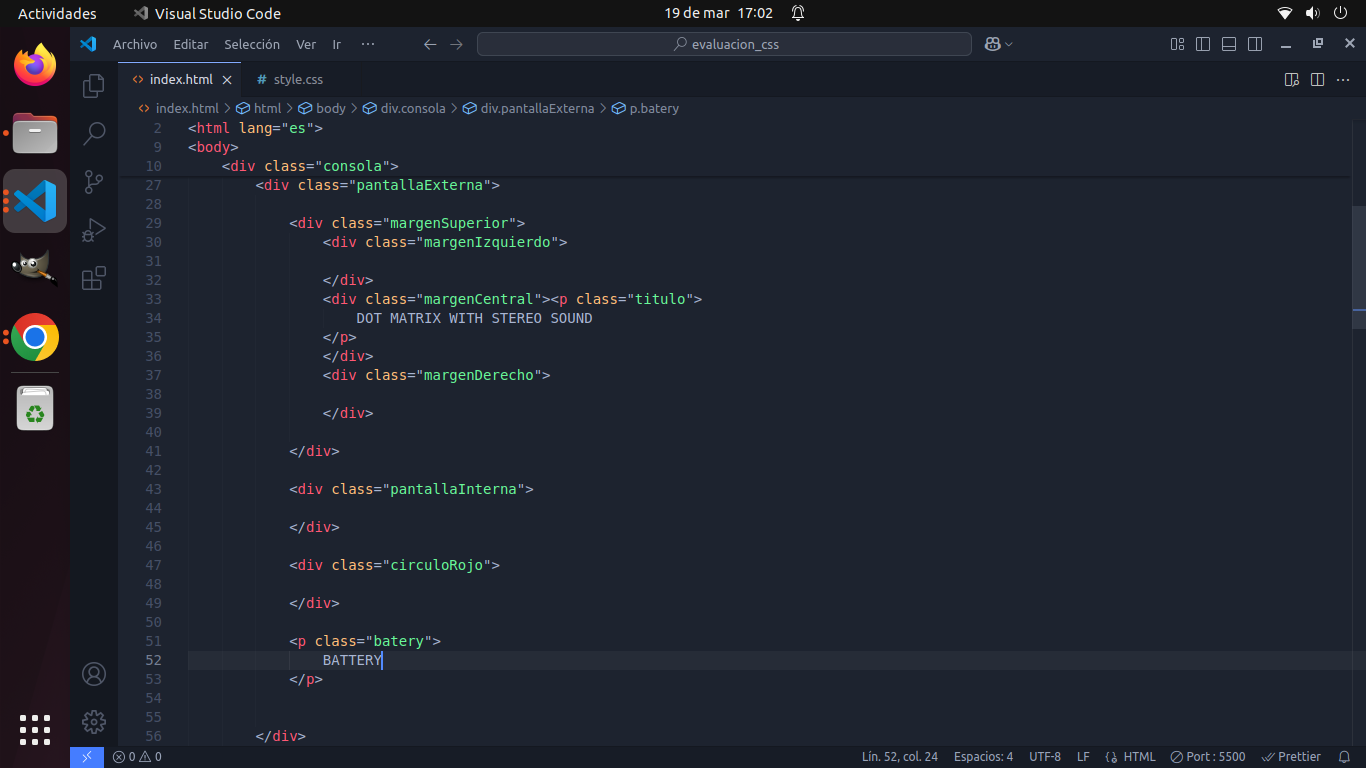 Actividades Visual Studio Code 19 de mar 17:02
Archivo Editar Selección Ver Ir ··· evaluacion_css
index.html # style.css
index.html > html > body > div.consola > div.pantallaExterna > p.batery
2 <html lang="es">
9 <body>
10 <div class="consola">
27 <div class="pantallaExterna">
28
29 <div class="margenSuperior">
30 <div class="margenIzquierdo">
31
32 </div>
33 <div class="margenCentral"><p class="titulo">
34 DOT MATRIX WITH STEREO SOUND
35 </p>
36 </div>
37 <div class="margenDerecho">
38
39 </div>
40
41 </div>
42
43 <div class="pantallaInterna">
44
45 </div>
46
47 <div class="circuloRojo">
48
49 </div>
50
51 <p class="batery">
52 BATTERY
53 </p>
54
55
56 </div>
0 0 Lín. 52, col. 24 Espacios: 4 UTF-8 LF HTML Port : 5500 Prettier